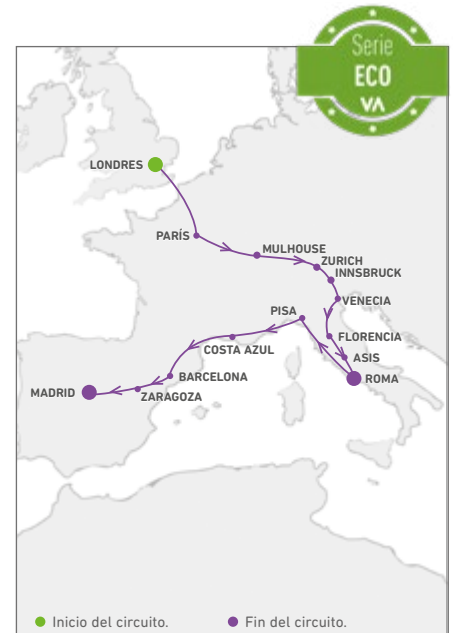 Serie
ECO
VA
LONDRES
PARÍS
MULHOUSE
ZURICH
INNSBRUCK
VENECIA
PISA
FLORENCIA
COSTA AZUL
ASIS
BARCELONA
ROMA
MADRID
ZARAGOZA
Inicio del circuito.
Fin del circuito.